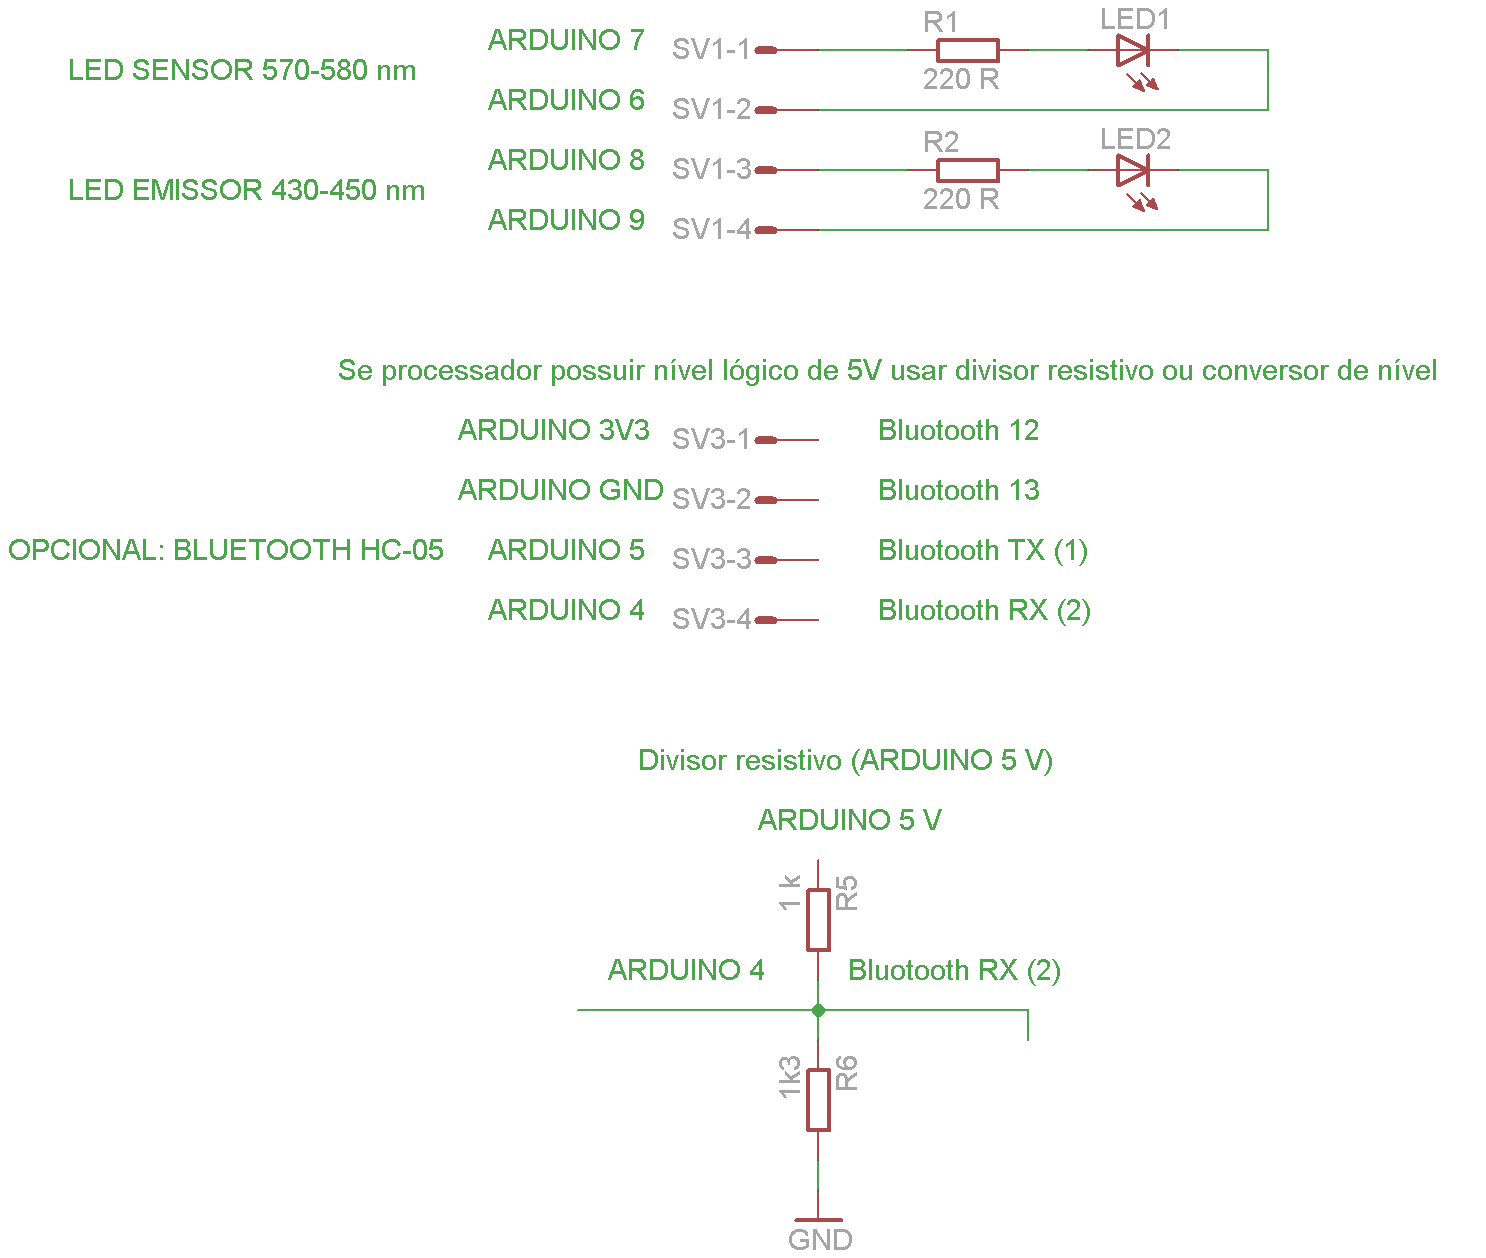 ARDUINO 7 SV1-1 R1 LED1
LED SENSOR 570-580 nm 220 R
ARDUINO 6 SV1-2
ARDUINO 8 SV1-3 R2 LED2
LED EMISSOR 430-450 nm 220 R
ARDUINO 9 SV1-4
Se processador possuir nível lógico de 5V usar divisor resistivo ou conversor de nível
ARDUINO 3V3 SV3-1 Bluotooth 12
ARDUINO GND SV3-2 Bluotooth 13
OPCIONAL: BLUETOOTH HC-05 ARDUINO 5 SV3-3 Bluotooth TX (1)
ARDUINO 4 SV3-4 Bluotooth RX (2)
Divisor resistivo (ARDUINO 5 V)
ARDUINO 5 V
1 k R5
ARDUINO 4 Bluotooth RX (2)
1k3 R6
GND